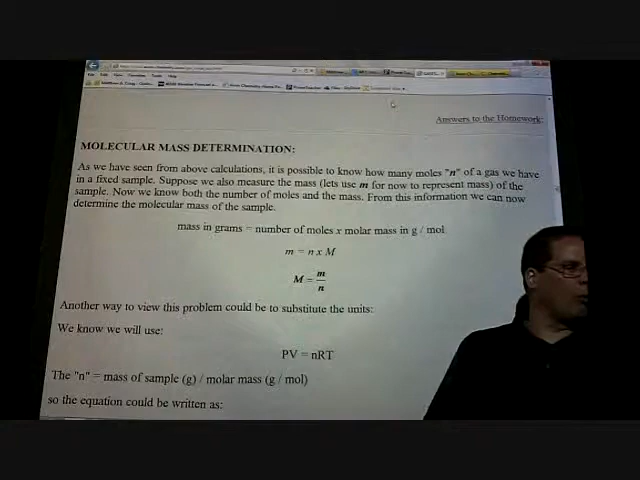 Answers to the Homework:
MOLECULAR MASS DETERMINATION:
As we have seen from above calculations, it is possible to know how many moles "n" of a gas we have
in a fixed sample. Suppose we also measure the mass (lets use m for now to represent mass) of the
sample. Now we know both the number of moles and the mass. From this information we can now
determine the molecular mass of the sample.
mass in grams = number of moles x molar mass in g / mol
m = n x M
M = m
n
Another way to view this problem could be to substitute the units:
We know we will use:
PV = nRT
The "n" = mass of sample (g) / molar mass (g / mol)
so the equation could be written as: